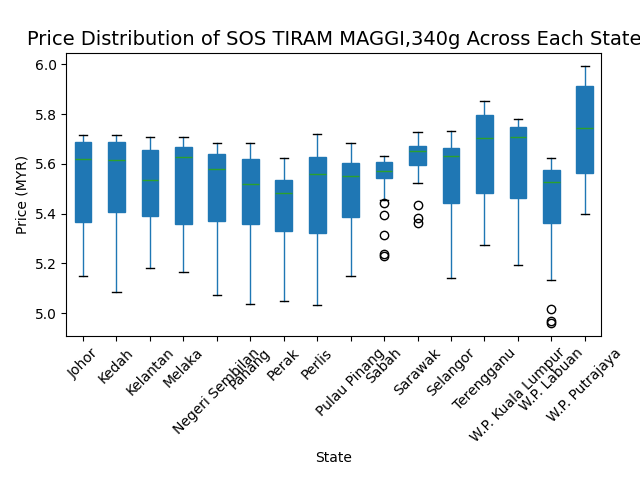 Price Distribution of SOS TIRAM MAGGI,340g Across Each State
6.0
5.8
5.6
5.4
5.2
5.0
Price (MYR)
Johor
Kedah
Kelantan
Melaka
Negeri Sembilan
Pahang
Perak
Perlis
Pulau Pinang
Sabah
Sarawak
Selangor
Terengganu
W.P. Kuala Lumpur
W.P. Labuan
W.P. Putrajaya
State